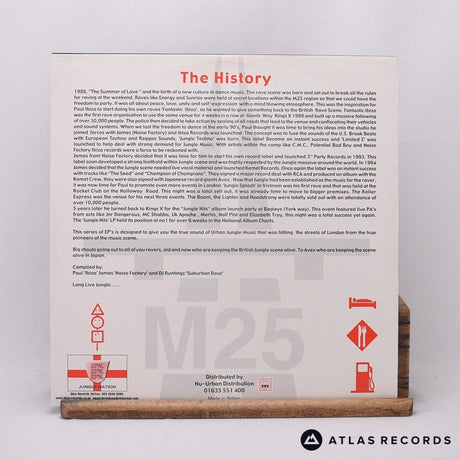 The History
1988, "The Summer of Love" and the birth of a new culture in dance music. The rave scene was born and set out to break all the rules
for raving at the weekend. Raves like Energy and Sunrise were held at secret locations within the M25 region so that we could have the
freedom to party. It was all about peace, love, unity and self-expression with a mind blowing atmosphere. This was the inspiration for
Paul Ibiza to start doing his own raves 'Fantastic Ibiza', as he wanted to give something back to the British Rave Scene. Fantastic Ibiza
was the first rave organisation to use the same venue for 4 weeks in a row at Goods Way Kings X 1989 and built up a massive following
of over 30,000 people. The police then decided to take action by sealing of all roads that lead to the venue and confiscating their vehicles
and sound systems. When we lost the freedom to dance in the early 90's, Paul thought it was time to bring his ideas into the studio he
joined forces with James (Noise Factory) and Ibiza Records was launched. The concept was to fuse the sounds of the U.S. Break Beats
with European Techno and Reggae Sounds, 'Jungle Techno' was born. This label Became an instant success and 'Limited E' was
launched to help deal with strong demand for Jungle Music. With artists within the camp like C.M.C., Potential Bad Boy and Noise
Factory Ibiza records were a force to be reckoned with.
James from Noise Factory decided that it was time for him to start his own record label and launched 3rd Party Records in 1993. This
label soon developed a strong foothold within Jungle scene and was highly respected by the Jungle massive around the world. In 1994
James decided that the Jungle scene needed live vocal material and launched Kemet Records. Once again the label was an instant success
with tracks like "The Seed" and "Champion of Champions". They signed a major record deal with RCA and produced an album with the
Kemet Crew, they were also signed with Japanese record giants Avex. Now that Jungle had been established as the music for the raver,
it was now time for Paul to promote even more events in London. 'Jungle Splash' in Vietnam was his first rave and that was held at the
Rocket Club on the Holloway Road. This night was a total sell out, it was already time to move to bigger premises. The Roller
Express was the venue for his next three events. The Boom, the Lighter and Headstrong were totally sold out with an attendance of
over 10,000 people.
5 years later he turned back to Kings X for the "Jungle Hits" album launch party at Bagleys (York way). This event featured live PA's
from acts like Jnr Dangerous, MC Shabba, Uk Apache , Merlin, Half Pint and Elizabeth Troy, this night was a total success yet again.
The 'Jungle Hits' LP held its position at no 1 for over 6 weeks in the National Album Charts.
This series of EP's is designed to give you the true sound of Urban Jungle Music that was hitting the streets of London from the true
pioneers of the music scene.
Big shouts going out to all of you ravers, old and new who are keeping the British Jungle scene alive. To Avex who are keeping the scene
alive in Japan.
Compiled by:
Paul 'Ibiza' James 'Noise Factory' and DJ Runtingz 'Suburban Base'
Long Live Jungle.......
M25
JUNGLE NATION
Distributed by
Nu-Urban Distribution
01635 551 400
Made in Britain
ATLAS RECORDS